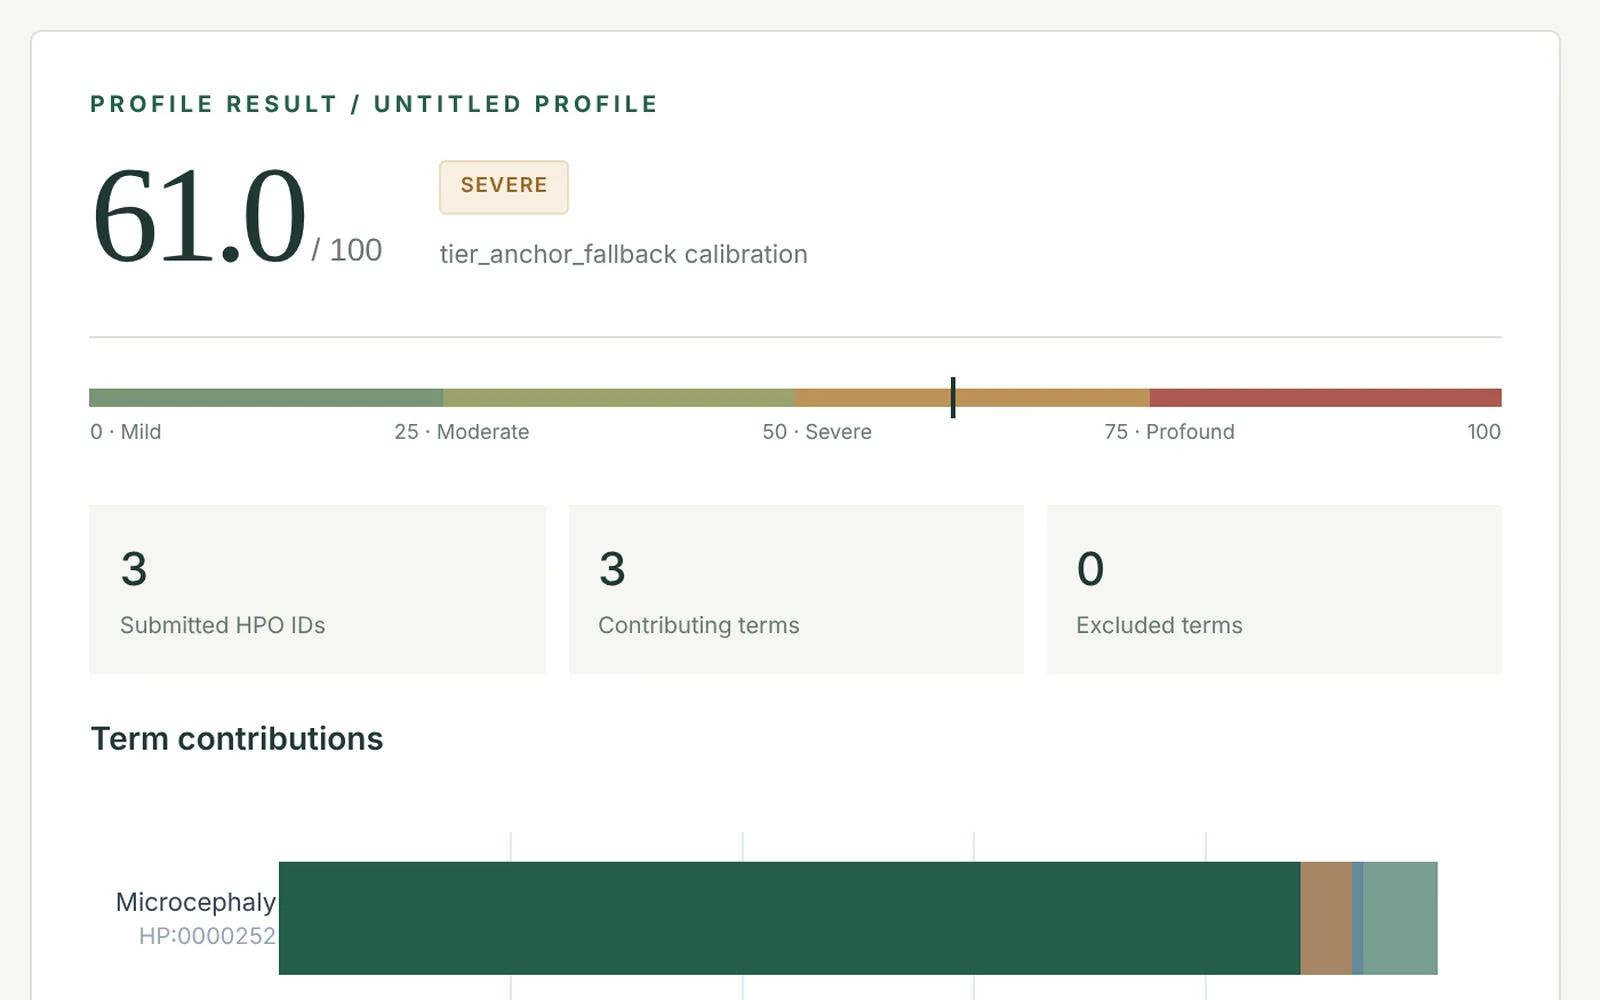 PROFILE RESULT / UNTITLED PROFILE
61.0 / 100
SEVERE
tier_anchor_fallback calibration
0 · Mild
25 · Moderate
50 · Severe
75 · Profound
100
3
Submitted HPO IDs
3
Contributing terms
0
Excluded terms
Term contributions
Microcephaly
HP:0000252